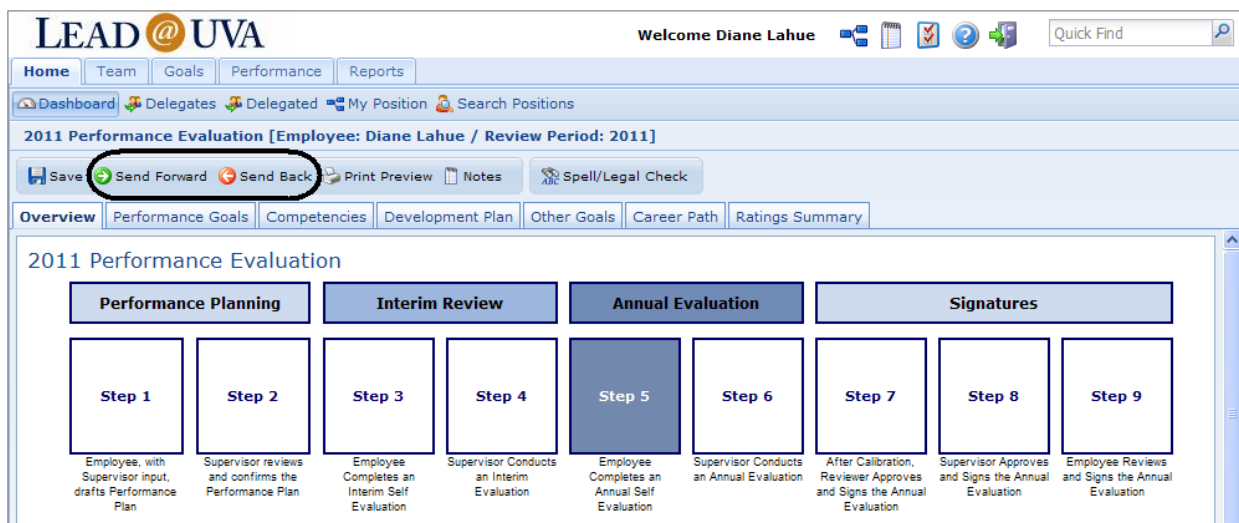 LEAD@UVA
Welcome Diane Lahue
Quick Find
Home Team Goals Performance Reports
Dashboard Delegates Delegated My Position Search Positions
2011 Performance Evaluation [Employee: Diane Lahue / Review Period: 2011]
Save Send Forward Send Back Print Preview Notes ABC Spell/Legal Check
Overview Performance Goals Competencies Development Plan Other Goals Career Path Ratings Summary
2011 Performance Evaluation
Performance Planning Interim Review Annual Evaluation Signatures
Step 1 Step 2 Step 3 Step 4 Step 5 Step 6 Step 7 Step 8 Step 9
Employee, with
Supervisor input,
drafts Performance
Plan
Supervisor reviews
and confirms the
Performance Plan
Employee
Completes an
Interim Self
Evaluation
Supervisor Conducts
an Interim
Evaluation
Employee
Completes an
Annual Self
Evaluation
Supervisor Conducts
an Annual Evaluation
After Calibration,
Reviewer Approves
and Signs the Annual
Evaluation
Supervisor Approves
and Signs the Annual
Evaluation
Employee Reviews
and Signs the Annual
Evaluation